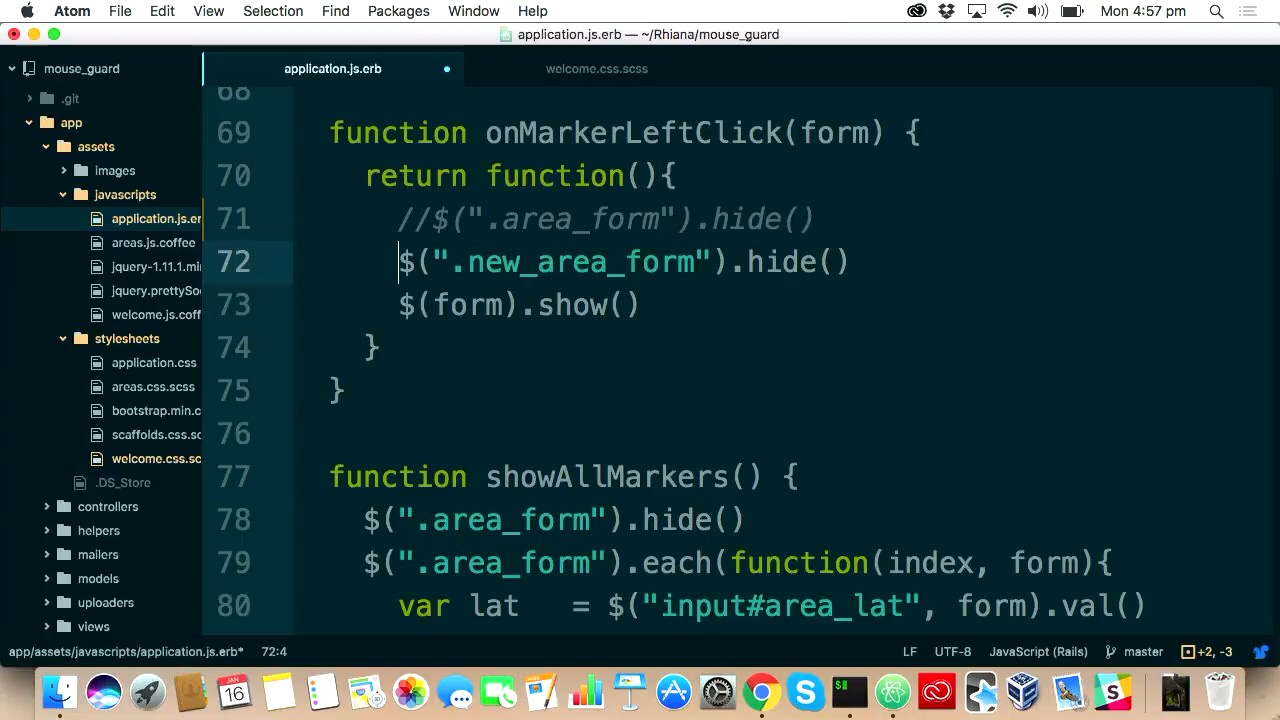 Atom File Edit View Selection Find Packages Window Help Mon 4:57 pm
application.js.erb — ~/Rhiana/mouse_guard
mouse_guard
.git
app
assets
images
javascripts
application.js.er
areas.js.coffee
jquery-1.11.1.mi
jquery.prettySo
welcome.js.coff
stylesheets
application.css
areas.css.scss
bootstrap.min.c
scaffolds.css.sc
welcome.css.sc
.DS_Store
controllers
helpers
mailers
models
uploaders
views
application.js.erb welcome.css.scss
68
69 function onMarkerLeftClick(form) {
70 return function(){
71 //$(".area_form").hide()
72 $(".new_area_form").hide()
73 $(form).show()
74 }
75 }
76
77 function showAllMarkers() {
78 $(".area_form").hide()
79 $(".area_form").each(function(index, form){
80 var lat = $("input#area_lat", form).val()
app/assets/javascripts/application.js.erb* 72:4 LF UTF-8 JavaScript (Rails) master +2, -3
JAN
16